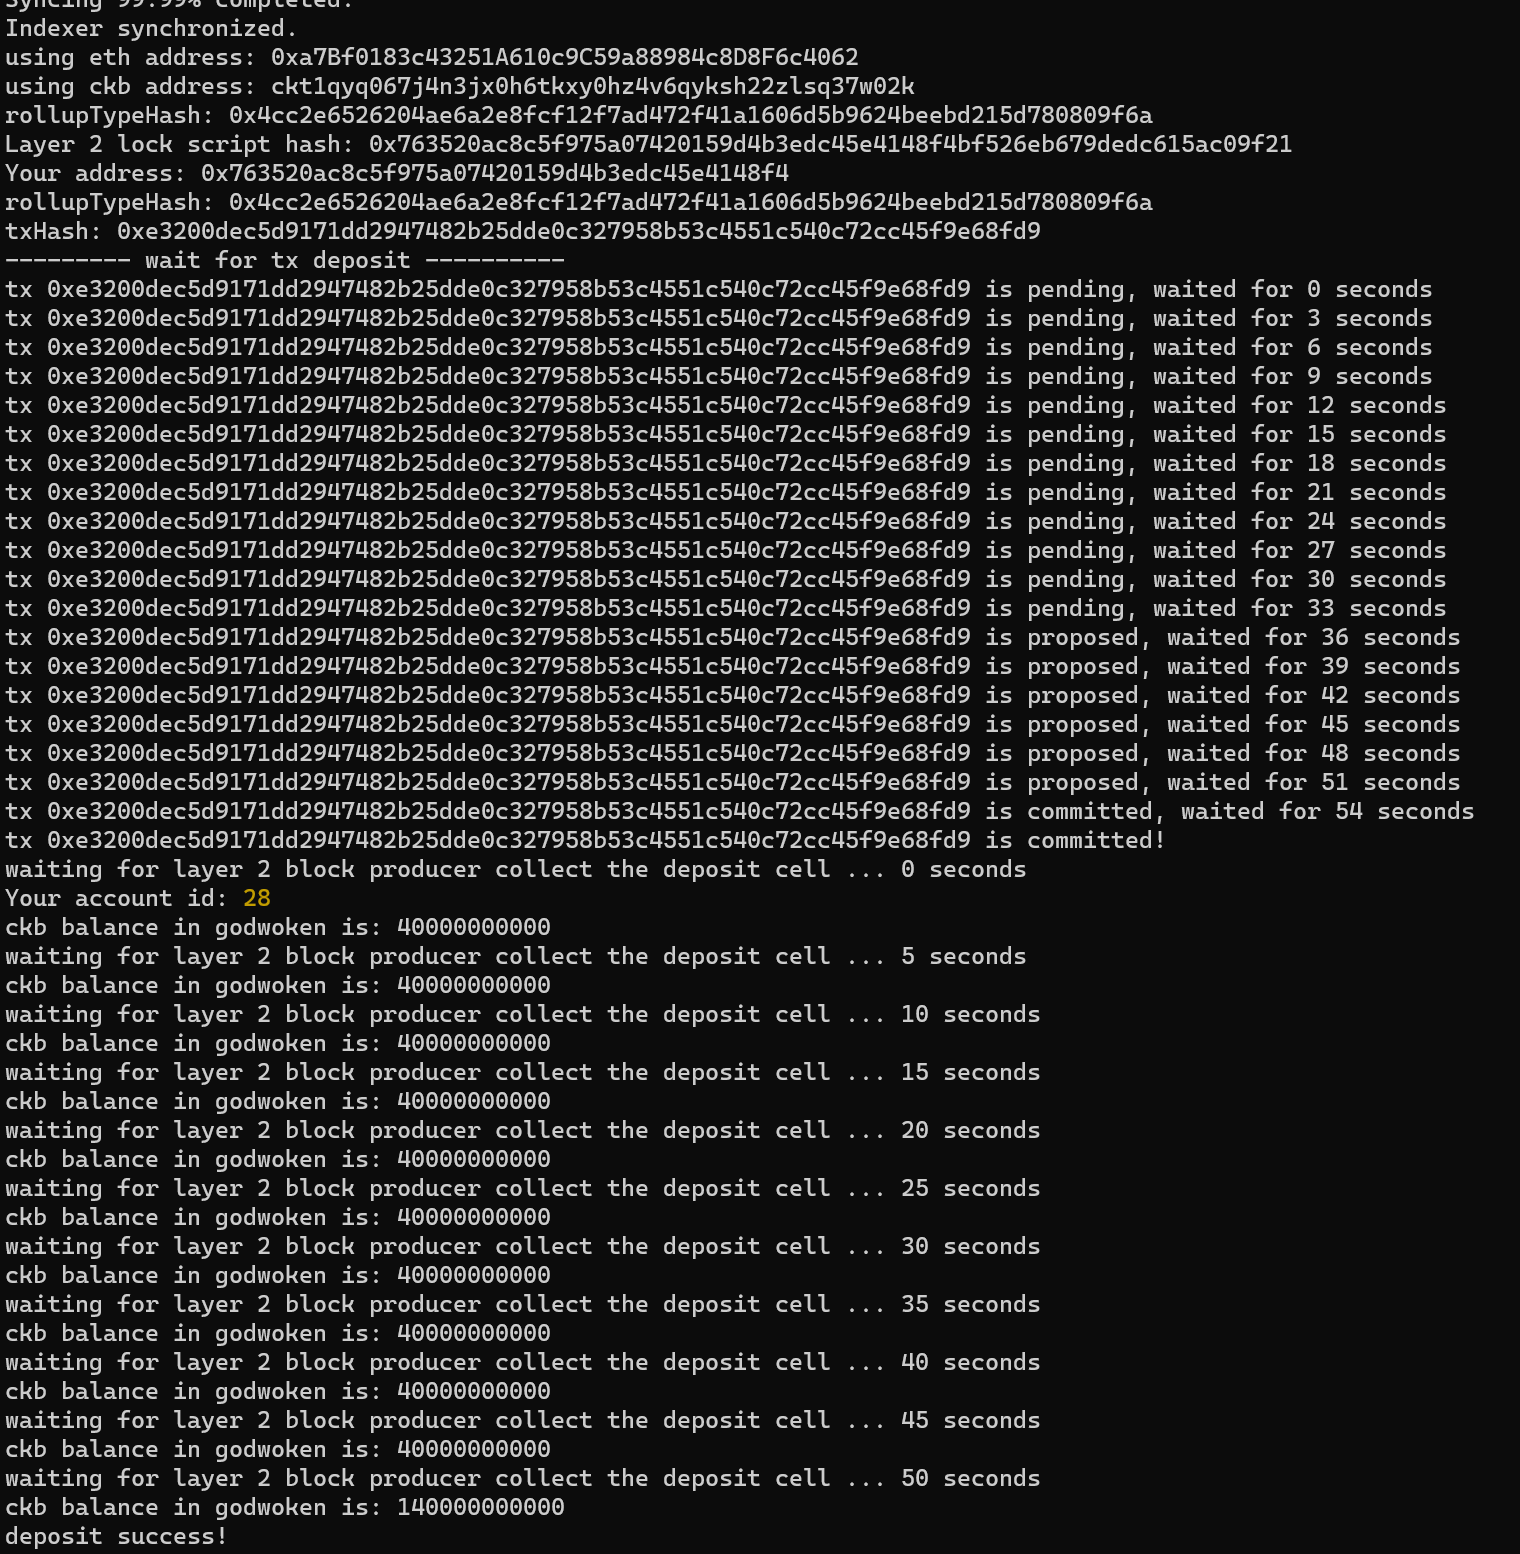 Syncing 99.99% completed.
Indexer synchronized.
using eth address: 0xa7Bf0183c43251A610c9C59a88984c8D8F6c4062
using ckb address: ckt1qyq067j4n3jx0h6tkxy0hz4v6qyksh22zlsq37w02k
rollupTypeHash: 0x4cc2e6526204ae6a2e8fcf12f7ad472f41a1606d5b9624beebd215d780809f6a
Layer 2 lock script hash: 0x763520ac8c5f975a07420159d4b3edc45e4148f4bf526eb679dedc615ac09f21
Your address: 0x763520ac8c5f975a07420159d4b3edc45e4148f4
rollupTypeHash: 0x4cc2e6526204ae6a2e8fcf12f7ad472f41a1606d5b9624beebd215d780809f6a
txHash: 0xe3200dec5d9171dd2947482b25dde0c327958b53c4551c540c72cc45f9e68fd9
--------- wait for tx deposit ----------
tx 0xe3200dec5d9171dd2947482b25dde0c327958b53c4551c540c72cc45f9e68fd9 is pending, waited for 0 seconds
tx 0xe3200dec5d9171dd2947482b25dde0c327958b53c4551c540c72cc45f9e68fd9 is pending, waited for 3 seconds
tx 0xe3200dec5d9171dd2947482b25dde0c327958b53c4551c540c72cc45f9e68fd9 is pending, waited for 6 seconds
tx 0xe3200dec5d9171dd2947482b25dde0c327958b53c4551c540c72cc45f9e68fd9 is pending, waited for 9 seconds
tx 0xe3200dec5d9171dd2947482b25dde0c327958b53c4551c540c72cc45f9e68fd9 is pending, waited for 12 seconds
tx 0xe3200dec5d9171dd2947482b25dde0c327958b53c4551c540c72cc45f9e68fd9 is pending, waited for 15 seconds
tx 0xe3200dec5d9171dd2947482b25dde0c327958b53c4551c540c72cc45f9e68fd9 is pending, waited for 18 seconds
tx 0xe3200dec5d9171dd2947482b25dde0c327958b53c4551c540c72cc45f9e68fd9 is pending, waited for 21 seconds
tx 0xe3200dec5d9171dd2947482b25dde0c327958b53c4551c540c72cc45f9e68fd9 is pending, waited for 24 seconds
tx 0xe3200dec5d9171dd2947482b25dde0c327958b53c4551c540c72cc45f9e68fd9 is pending, waited for 27 seconds
tx 0xe3200dec5d9171dd2947482b25dde0c327958b53c4551c540c72cc45f9e68fd9 is pending, waited for 30 seconds
tx 0xe3200dec5d9171dd2947482b25dde0c327958b53c4551c540c72cc45f9e68fd9 is pending, waited for 33 seconds
tx 0xe3200dec5d9171dd2947482b25dde0c327958b53c4551c540c72cc45f9e68fd9 is proposed, waited for 36 seconds
tx 0xe3200dec5d9171dd2947482b25dde0c327958b53c4551c540c72cc45f9e68fd9 is proposed, waited for 39 seconds
tx 0xe3200dec5d9171dd2947482b25dde0c327958b53c4551c540c72cc45f9e68fd9 is proposed, waited for 42 seconds
tx 0xe3200dec5d9171dd2947482b25dde0c327958b53c4551c540c72cc45f9e68fd9 is proposed, waited for 45 seconds
tx 0xe3200dec5d9171dd2947482b25dde0c327958b53c4551c540c72cc45f9e68fd9 is proposed, waited for 48 seconds
tx 0xe3200dec5d9171dd2947482b25dde0c327958b53c4551c540c72cc45f9e68fd9 is proposed, waited for 51 seconds
tx 0xe3200dec5d9171dd2947482b25dde0c327958b53c4551c540c72cc45f9e68fd9 is committed, waited for 54 seconds
tx 0xe3200dec5d9171dd2947482b25dde0c327958b53c4551c540c72cc45f9e68fd9 is committed!
waiting for layer 2 block producer collect the deposit cell ... 0 seconds
Your account id: 28
ckb balance in godwoken is: 40000000000
waiting for layer 2 block producer collect the deposit cell ... 5 seconds
ckb balance in godwoken is: 40000000000
waiting for layer 2 block producer collect the deposit cell ... 10 seconds
ckb balance in godwoken is: 40000000000
waiting for layer 2 block producer collect the deposit cell ... 15 seconds
ckb balance in godwoken is: 40000000000
waiting for layer 2 block producer collect the deposit cell ... 20 seconds
ckb balance in godwoken is: 40000000000
waiting for layer 2 block producer collect the deposit cell ... 25 seconds
ckb balance in godwoken is: 40000000000
waiting for layer 2 block producer collect the deposit cell ... 30 seconds
ckb balance in godwoken is: 40000000000
waiting for layer 2 block producer collect the deposit cell ... 35 seconds
ckb balance in godwoken is: 40000000000
waiting for layer 2 block producer collect the deposit cell ... 40 seconds
ckb balance in godwoken is: 40000000000
waiting for layer 2 block producer collect the deposit cell ... 45 seconds
ckb balance in godwoken is: 40000000000
waiting for layer 2 block producer collect the deposit cell ... 50 seconds
ckb balance in godwoken is: 140000000000
deposit success!